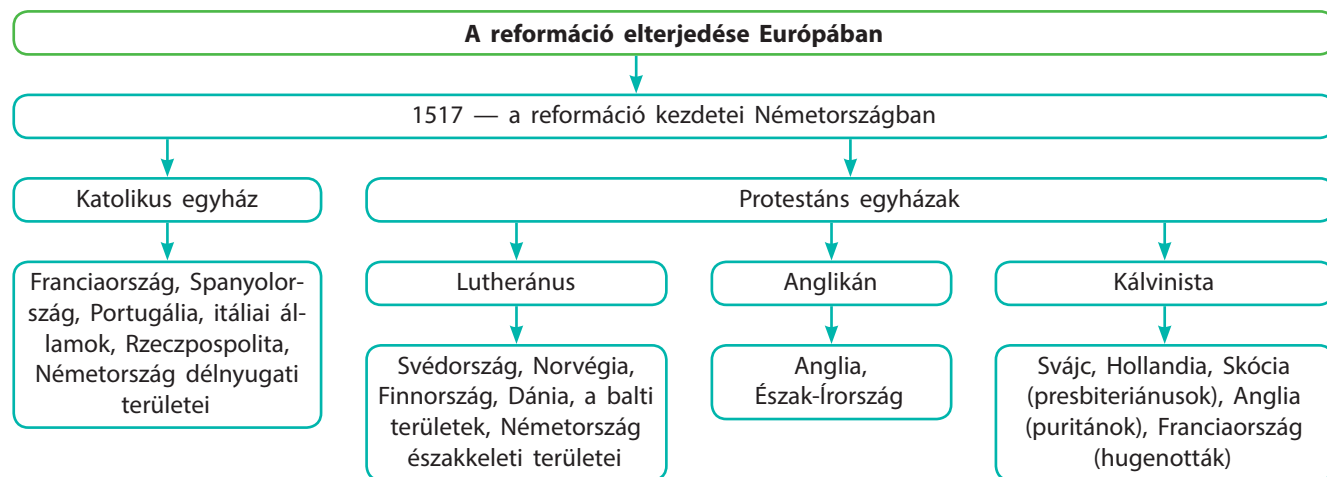 A reformáció elterjedése Európában
1517 — a reformáció kezdetei Németországban
Katolikus egyház
Protestáns egyházak
Franciaország, Spanyolor-
szág, Portugália, itáliai ál-
lamok, Rzeczpospolita,
Németország délnyugati
területei
Lutheránus
Anglikán
Kálvinista
Svédország, Norvégia,
Finnország, Dánia, a balti
területek, Németország
északkeleti területei
Anglia,
Észak-Írország
Svájc, Hollandia, Skócia
(presbiteriánusok), Anglia
(puritánok), Franciaország
(hugenották)